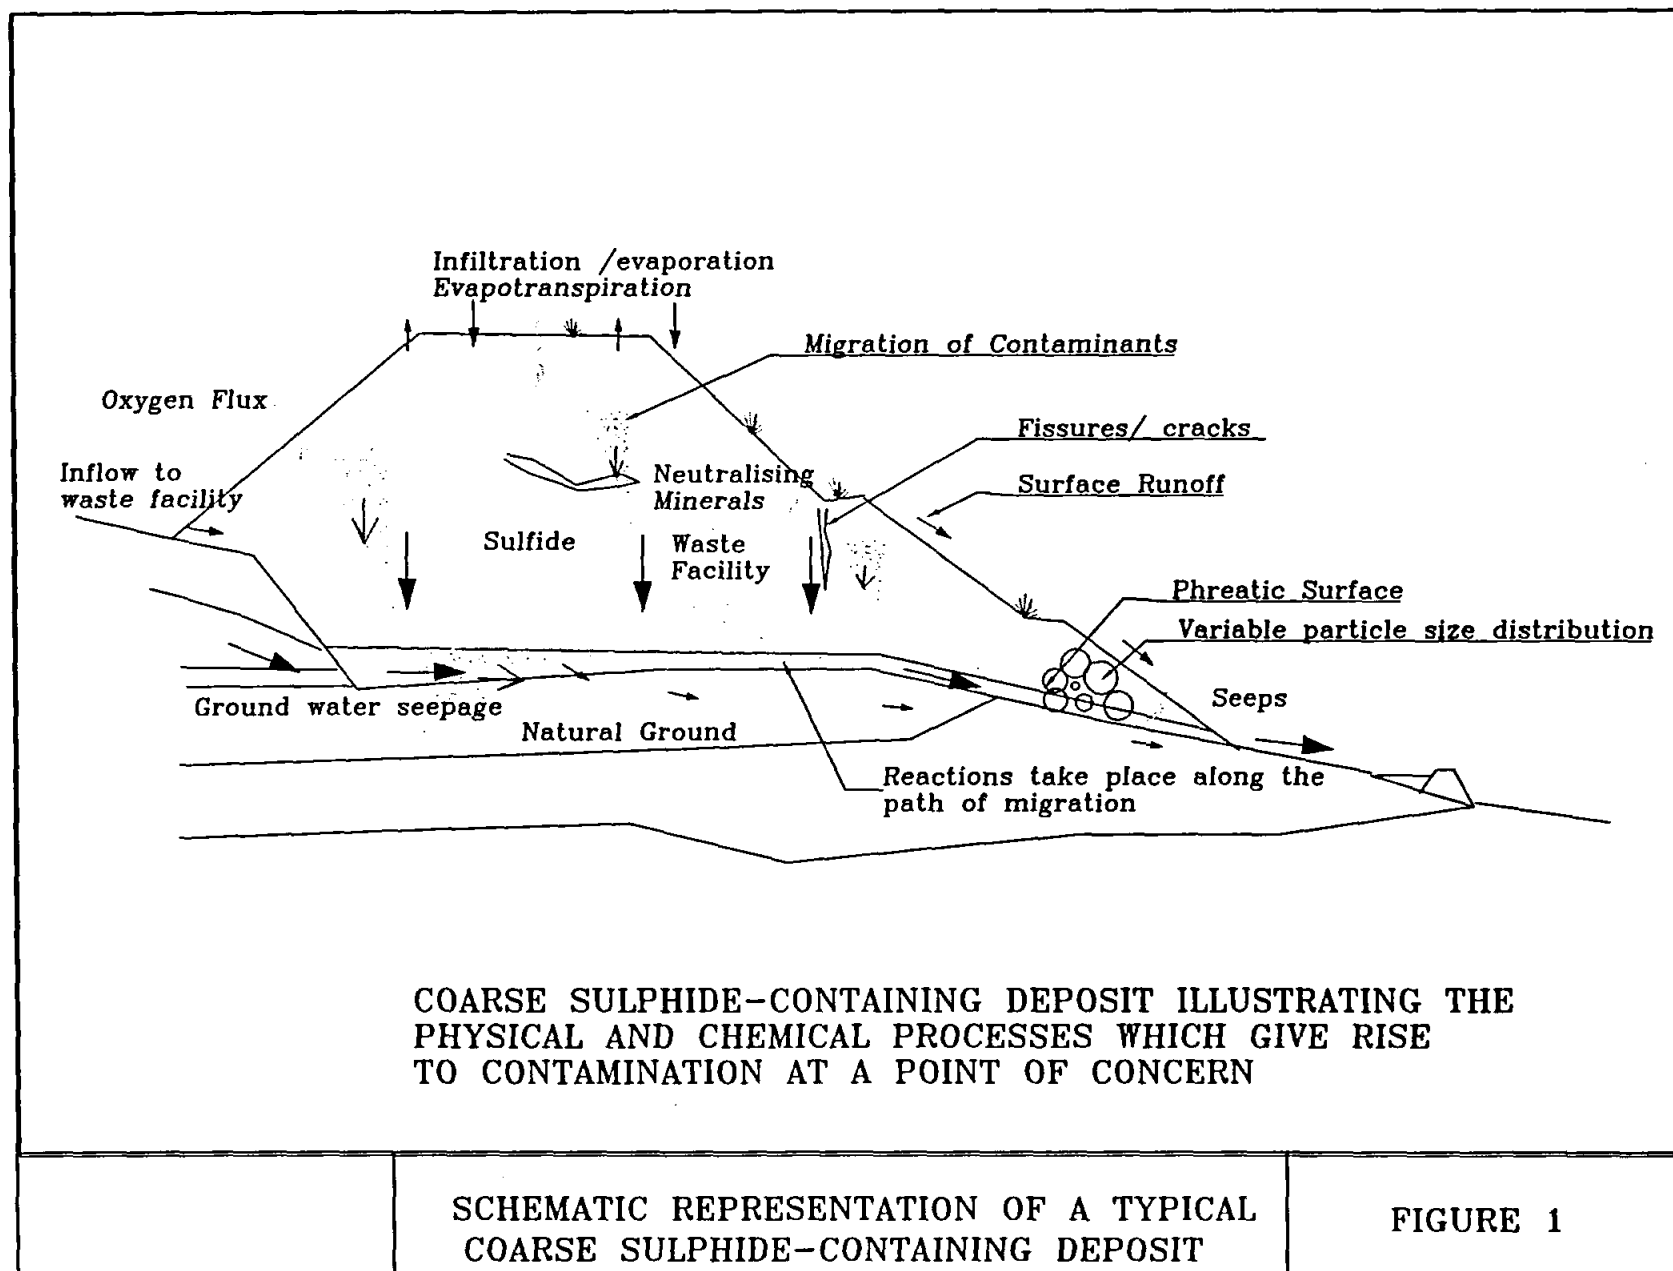 Infiltration /evaporation
Evapotranspiration
Migration of Contaminants
Oxygen Flux
Fissures/ cracks
Inflow to
waste facility
Neutralising
Minerals
Surface Runoff
Sulfide
Waste
Facility
Phreatic Surface
Variable particle size distribution
Ground water seepage
Seeps
Natural Ground
Reactions take place along the
path of migration
COARSE SULPHIDE-CONTAINING DEPOSIT ILLUSTRATING THE
PHYSICAL AND CHEMICAL PROCESSES WHICH GIVE RISE
TO CONTAMINATION AT A POINT OF CONCERN
SCHEMATIC REPRESENTATION OF A TYPICAL
COARSE SULPHIDE-CONTAINING DEPOSIT
FIGURE 1